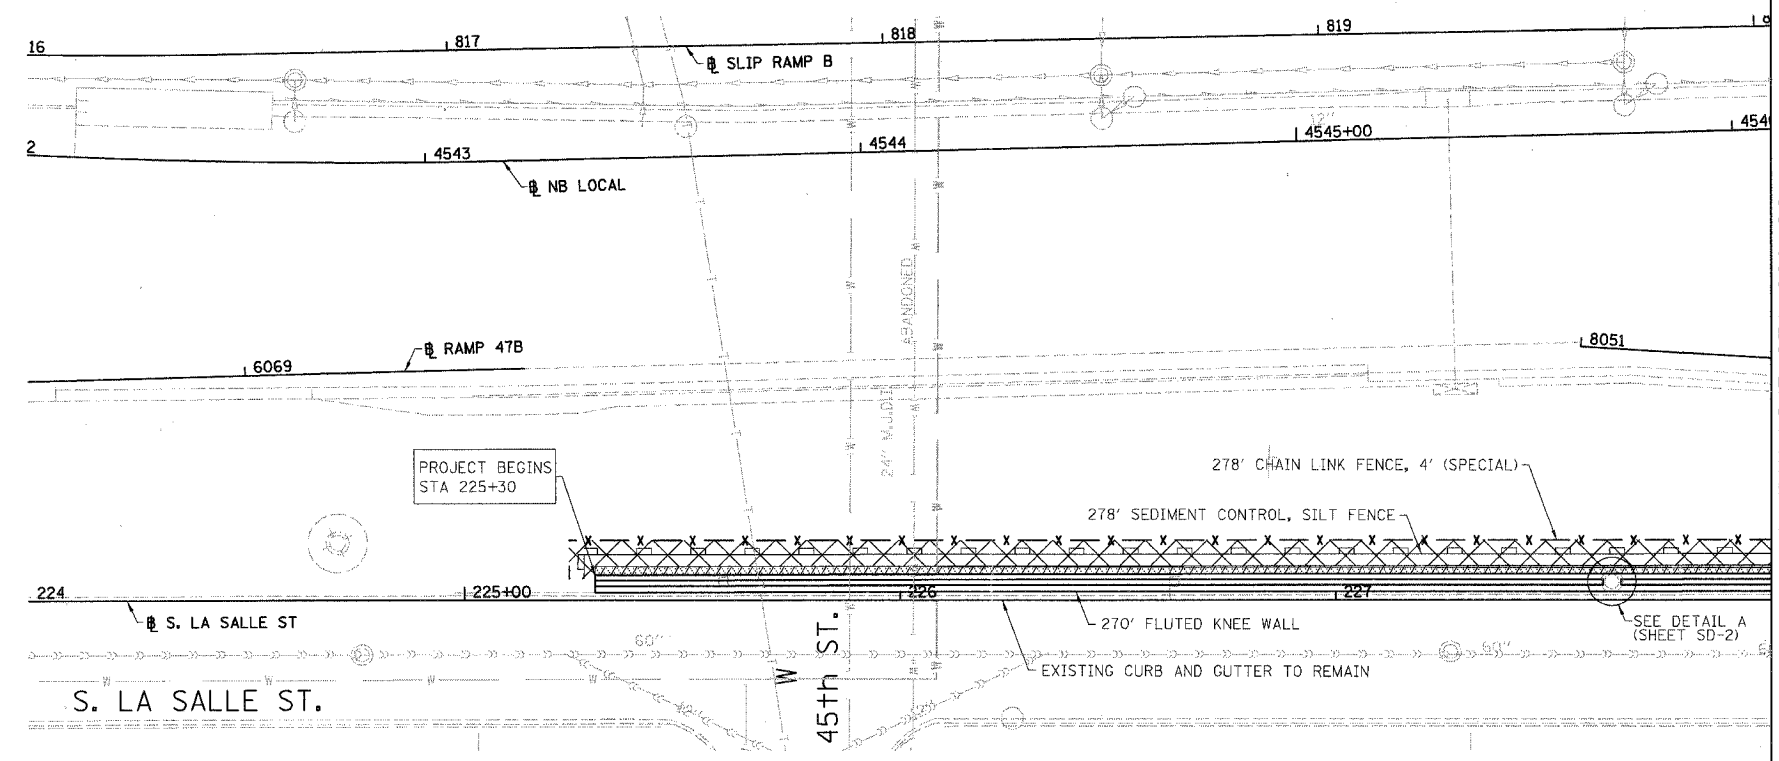 16
817
818
819
℄ SLIP RAMP B
12"
2
4543
4544
4545+00
℄ NB LOCAL
ABANDONED
℄ RAMP 47B
6069
8051
24" M.J.D.I.
PROJECT BEGINS
STA 225+30
278' CHAIN LINK FENCE, 4' (SPECIAL)
278' SEDIMENT CONTROL, SILT FENCE
224
225+00
226
227
℄ S. LA SALLE ST
270' FLUTED KNEE WALL
SEE DETAIL A
(SHEET SD-2)
60"
60"
EXISTING CURB AND GUTTER TO REMAIN
S. LA SALLE ST.
W 45th ST.